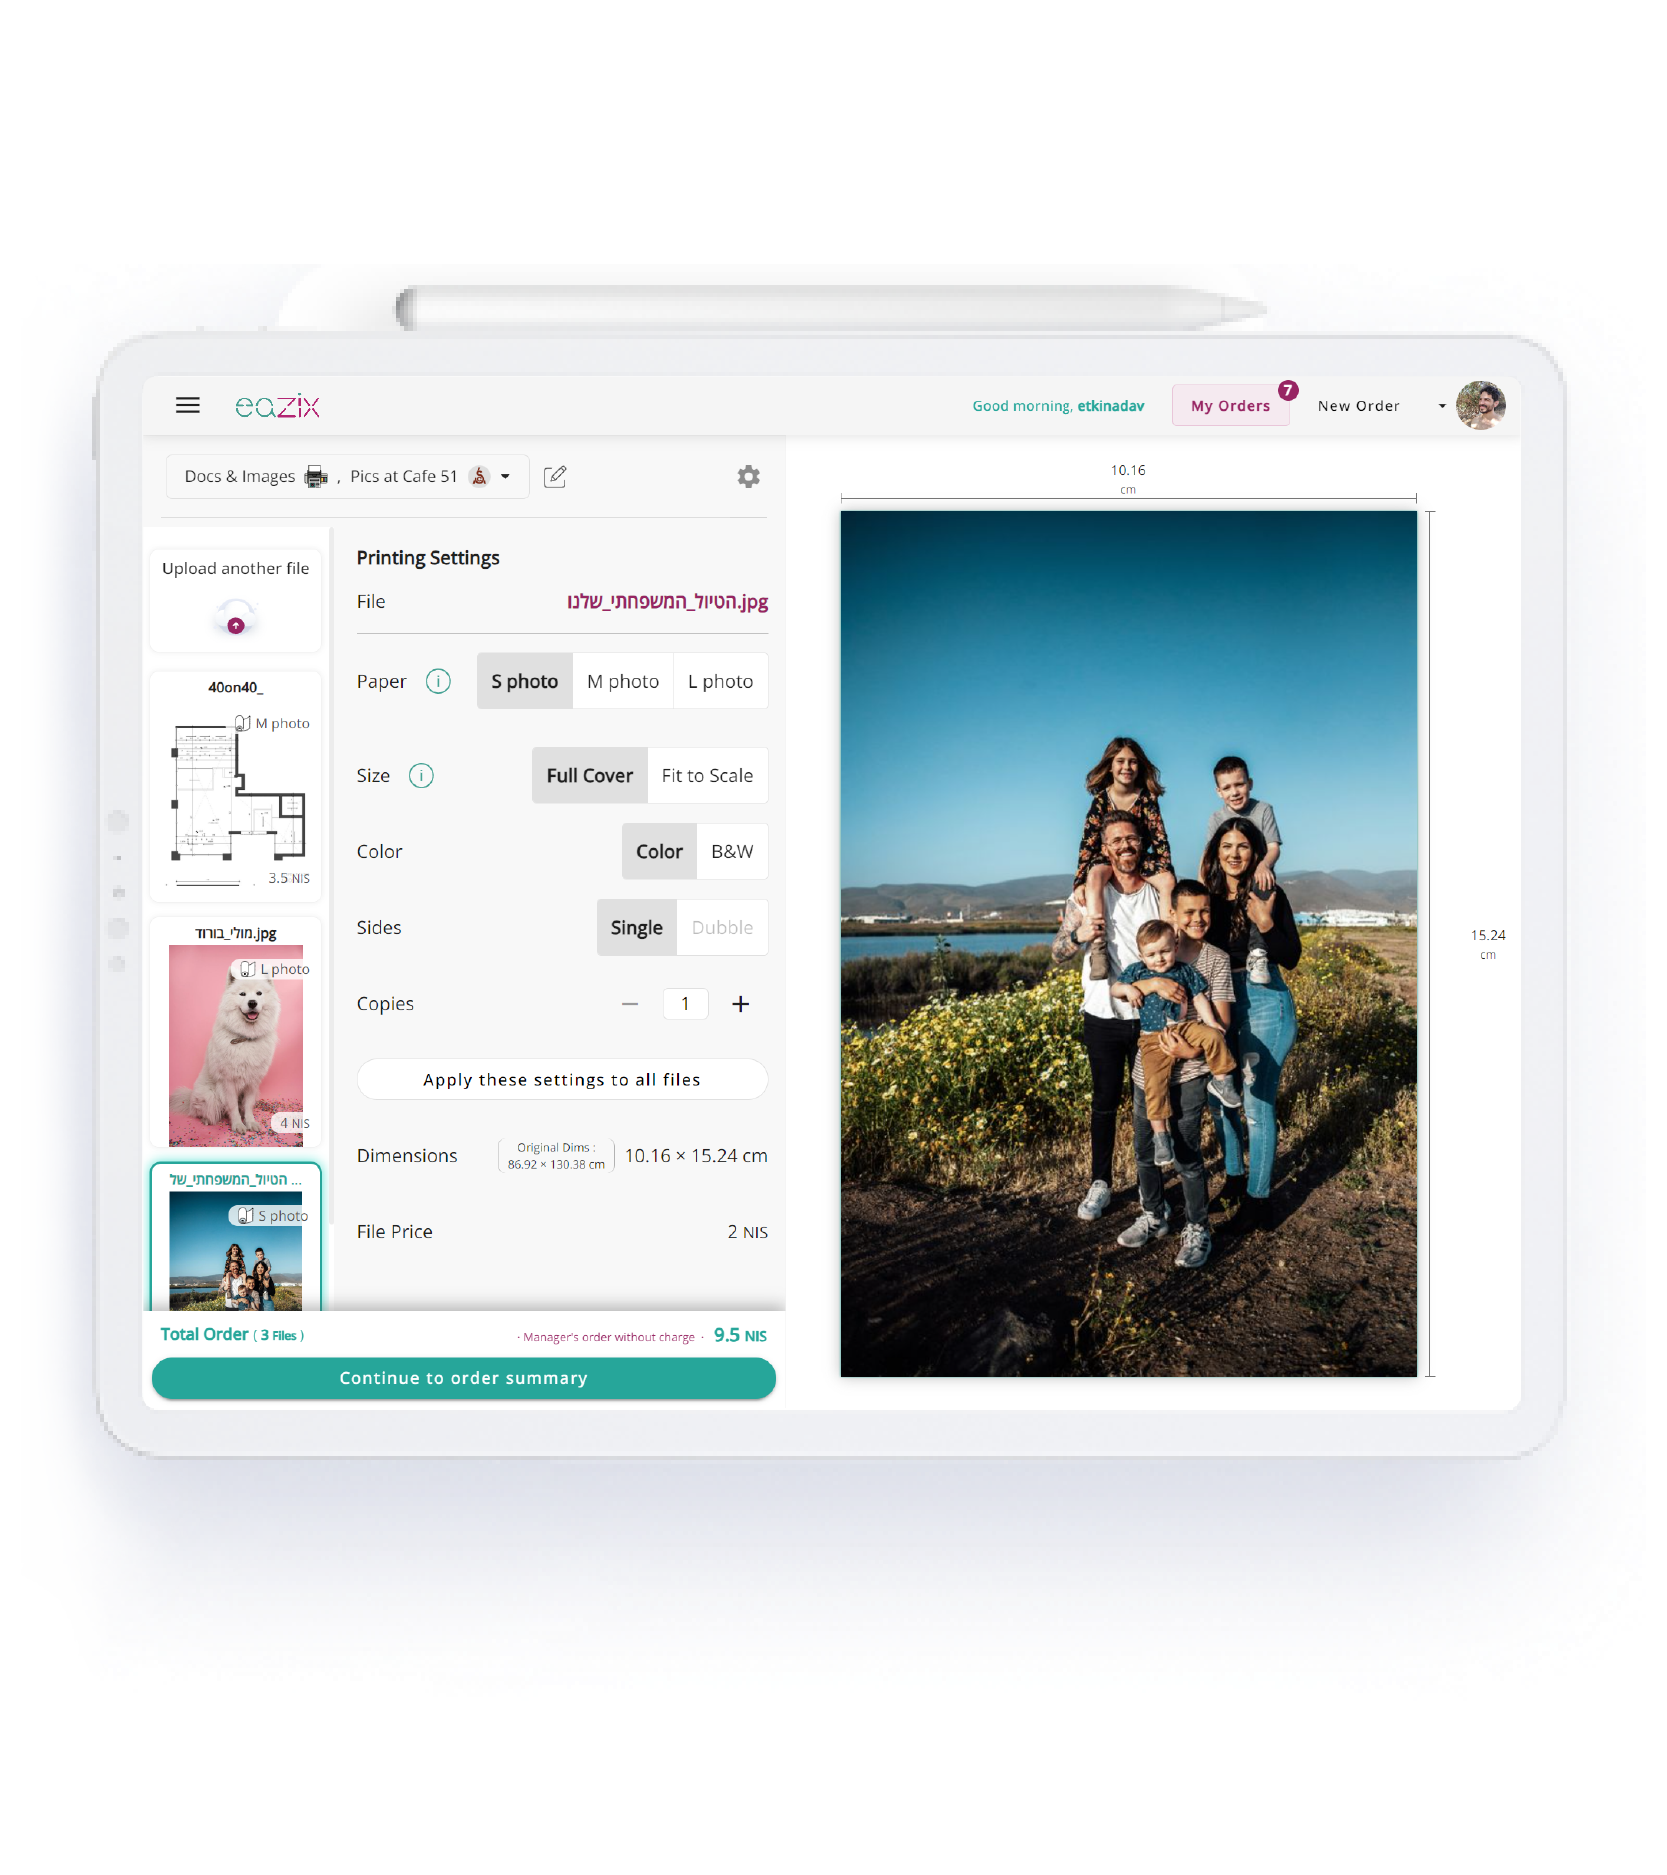 eazix
Good morning, etkinadav
My Orders
7
New Order
Docs & Images , Pics at Cafe 51
Upload another file
40on40_
M photo
3.5 NIS
מולי_בורוד.jpg
L photo
4 NIS
הטיול_המשפחתי_של ...
S photo
Printing Settings
File
הטיול_המשפחתי_שלנו.jpg
Paper i S photo M photo L photo
Size i Full Cover Fit to Scale
Color Color B&W
Sides Single Dubble
Copies − 1 +
Apply these settings to all files
Dimensions
Original Dims :
86.92 × 130.38 cm
10.16 × 15.24 cm
File Price 2 NIS
Total Order ( 3 Files )
· Manager's order without charge · 9.5 NIS
Continue to order summary
10.16
cm
15.24
cm